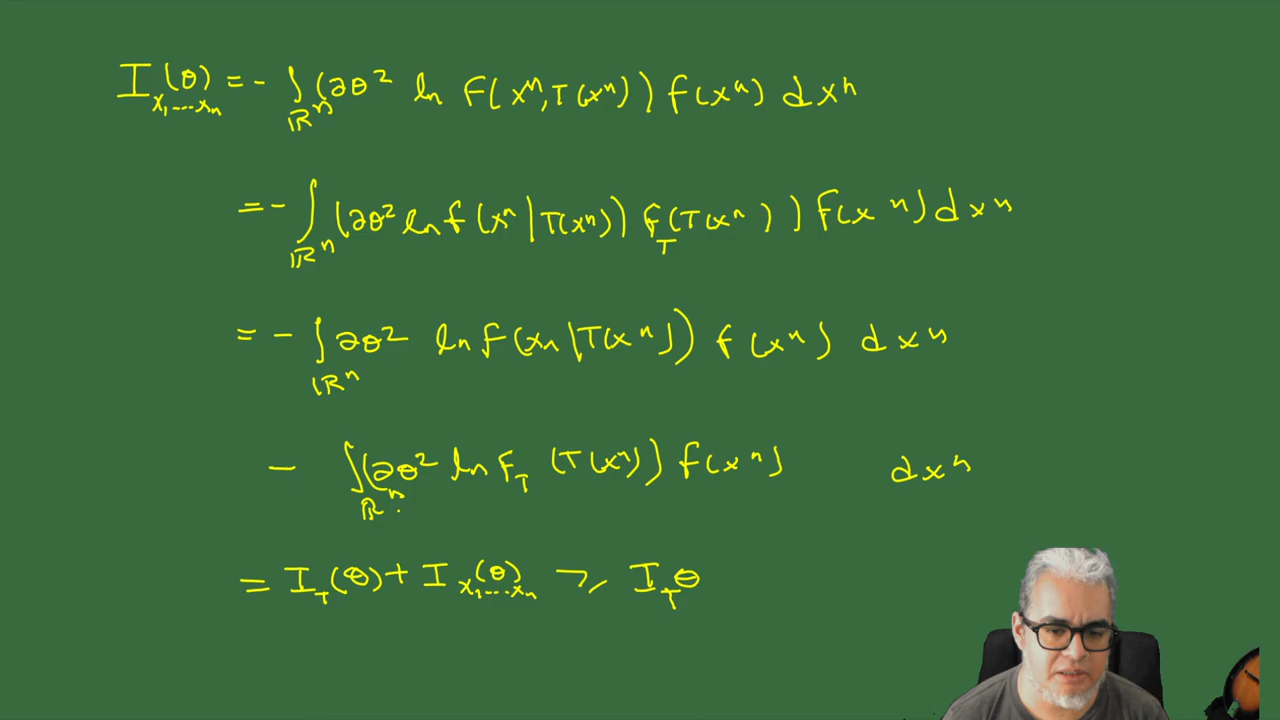 I_{x_1...x_n}(θ) = - ∫_{ℝ^n} (∂θ² ln f(x^n, T(x^n))) f(x^n) dx^n
= - ∫_{ℝ^n} (∂θ² ln f(x^n | T(x^n)) f_T(T(x^n))) f(x^n) dx^n
= - ∫_{ℝ^n} ∂θ² ln f(x_n | T(x^n)) f(x^n) dx^n
- ∫_{ℝ^n} (∂θ² ln f_T (T(x^n)) f(x^n) dx^n
= I_T(θ) + I_{x_1...x_n}(θ) ≥ I_T θ